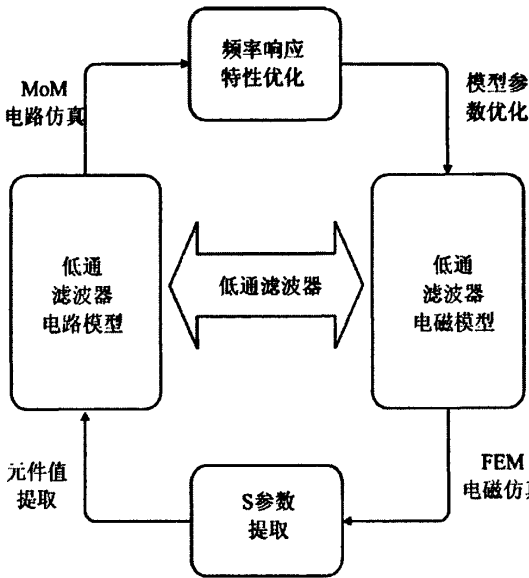 频率响应
特性优化
MoM
电路仿真
模型参
数优化
低通
滤波器
电路模型
低通滤波器
低通
滤波器
电磁模型
元件值
提取
S参数
提取
FEM
电磁仿真